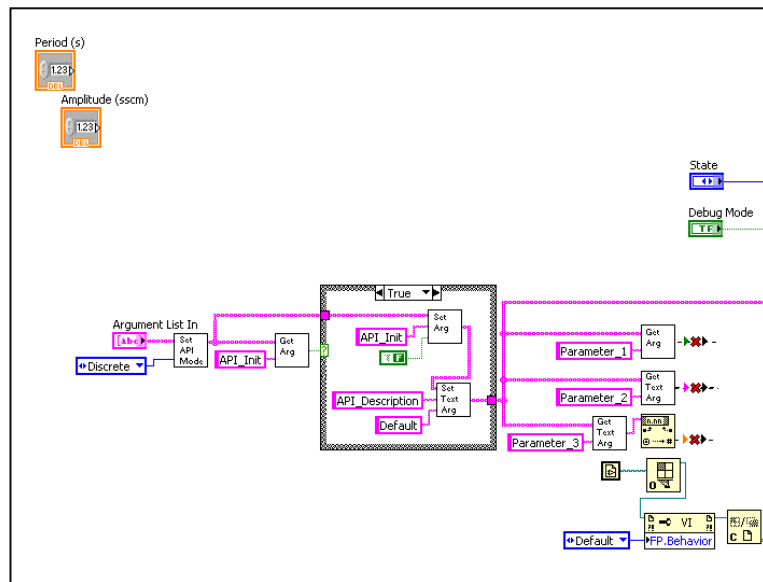 Period (s)
1.23
DBL
Amplitude (sscm)
1.23
DBL
State
Debug Mode
TF
True
Argument List In
abc
Set
API
Mode
Discrete
Get
Arg
API_Init
?
Set
Arg
API_Init
F
API_Description
Set
Text
Arg
Default
Get
Arg
Parameter_1
Get
Text
Arg
Parameter_2
Get
Text
Arg
Parameter_3
n.nn
#
O
Default
VI
FP.Behavior
C